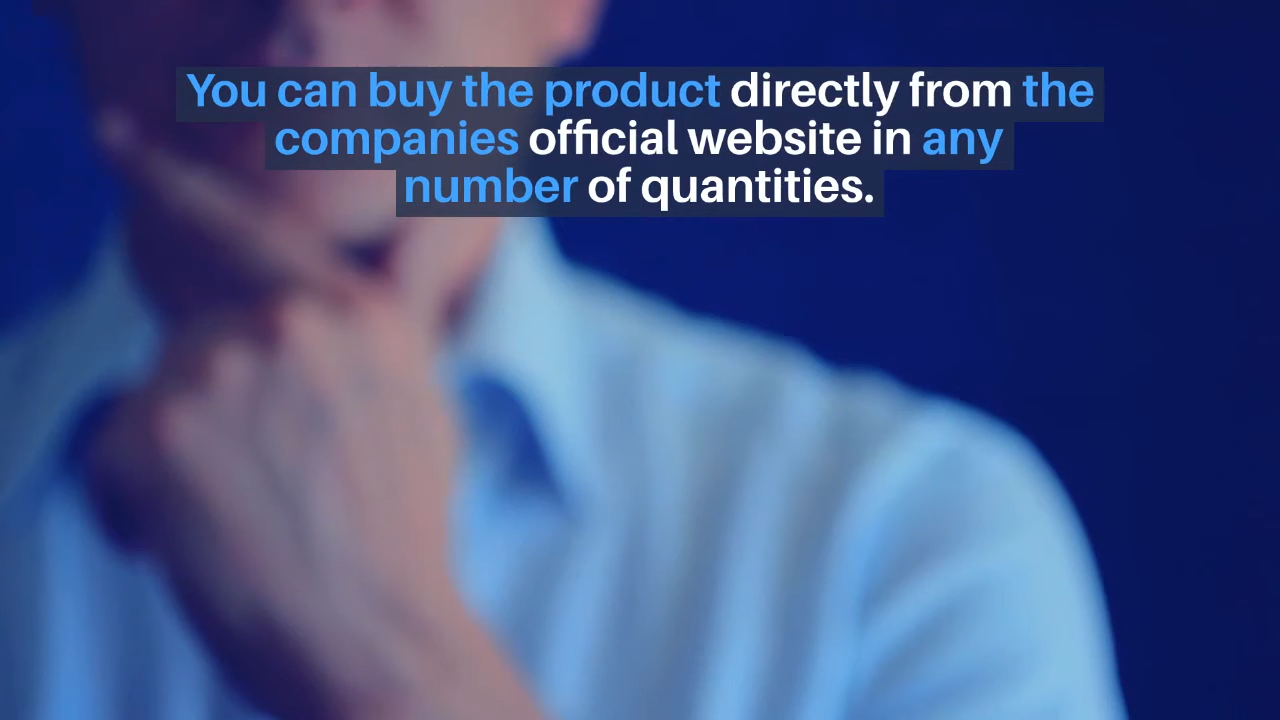 You can buy the product directly from the
companies official website in any
number of quantities.